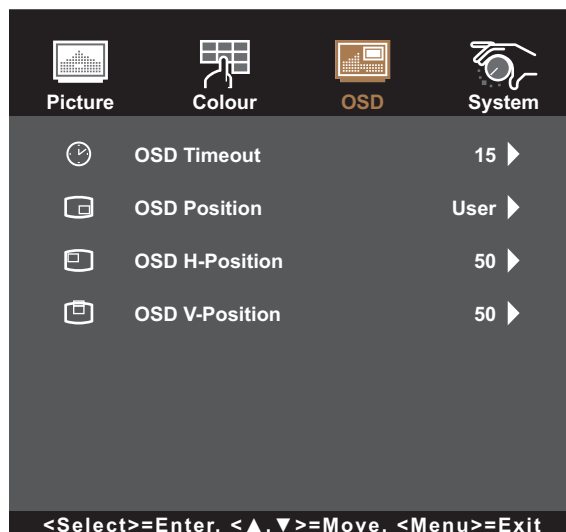 Picture Colour OSD System
OSD Timeout 15
OSD Position User
OSD H-Position 50
OSD V-Position 50
<Select>=Enter, <▲,▼>=Move, <Menu>=Exit